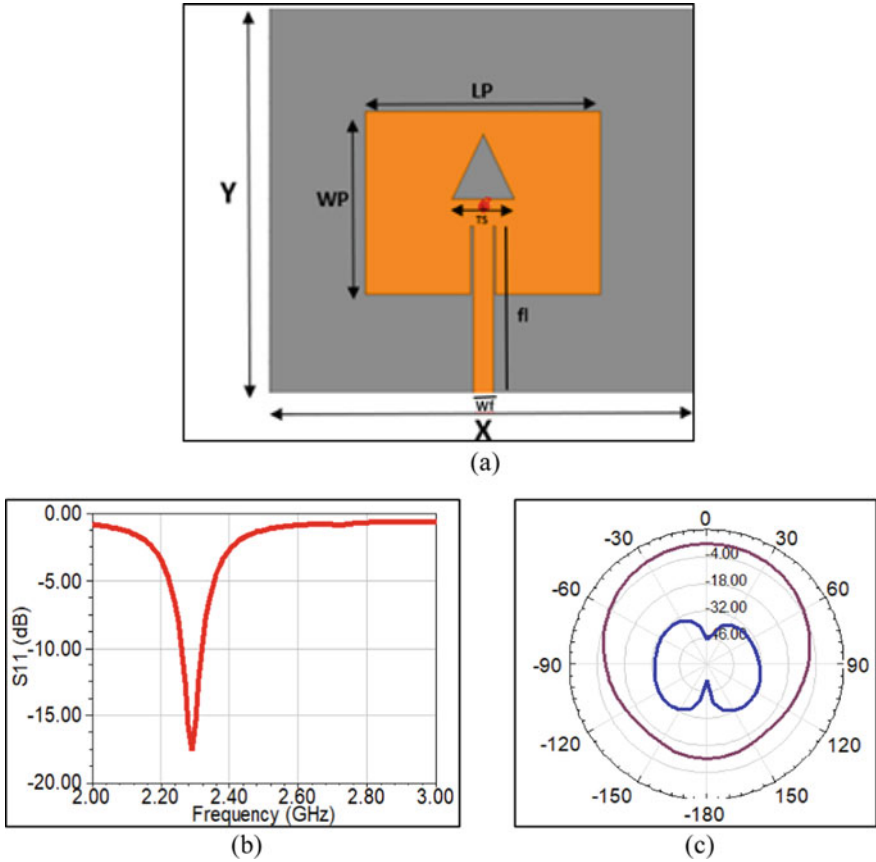 LP
Y
WP
TS
fl
Wf
X
(a)
0.00
-5.00
-10.00
-15.00
-20.00
S11 (dB)
2.00 2.20 2.40 2.60 2.80 3.00
Frequency (GHz)
(b)
0
-30 30
-60 60
-90 90
-120 120
-150 150
-180
-4.00
-18.00
-32.00
-46.00
(c)